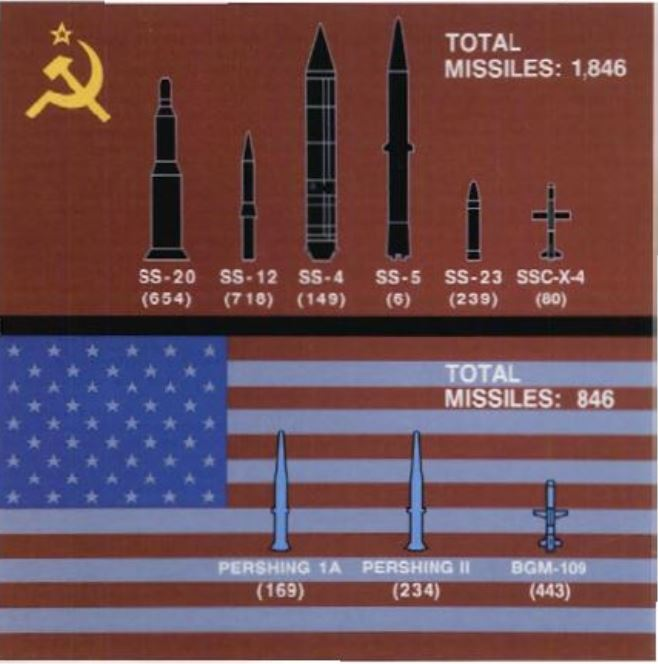 TOTAL
MISSILES: 1,846
SS-20 SS-12 SS-4 SS-5 SS-23 SSC-X-4
(654) (718) (149) (6) (239) (80)
TOTAL
MISSILES: 846
PERSHING 1A PERSHING II BGM-109
(169) (234) (443)